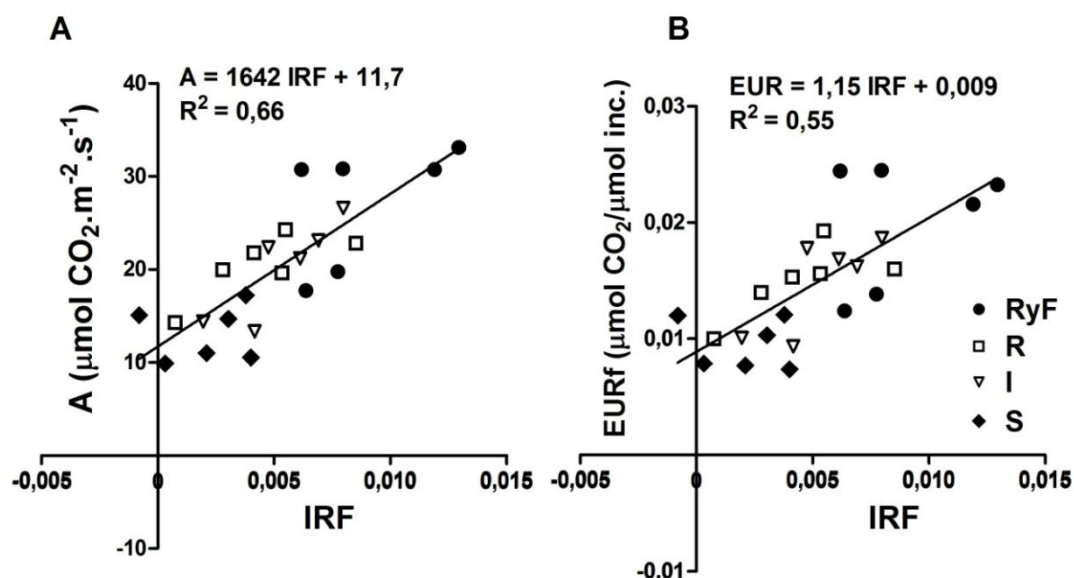 A
A = 1642 IRF + 11,7
R² = 0,66
A (µmol CO₂.m⁻².s⁻¹)
40
30
20
10
-10
-0,005
0
0,005
0,010
0,015
IRF
B
EUR = 1,15 IRF + 0,009
R² = 0,55
EURf (µmol CO₂/µmol inc.)
0,03
0,02
0,01
-0.01
-0,005
0
0,005
0,010
0,015
IRF
RyF
R
I
S